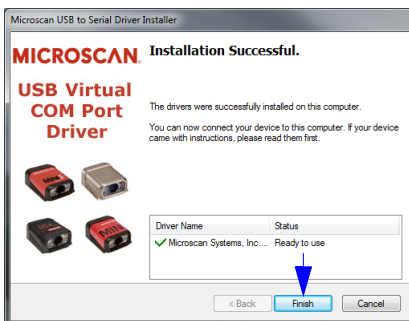 Microscan USB to Serial Driver Installer
MICROSCAN.
Installation Successful.
USB Virtual
COM Port
Driver
The drivers were successfully installed on this computer.
You can now connect your device to this computer. If your device
came with instructions, please read them first.
Driver Name Status
Microscan Systems, Inc.... Ready to use
< Back Finish Cancel
MINI